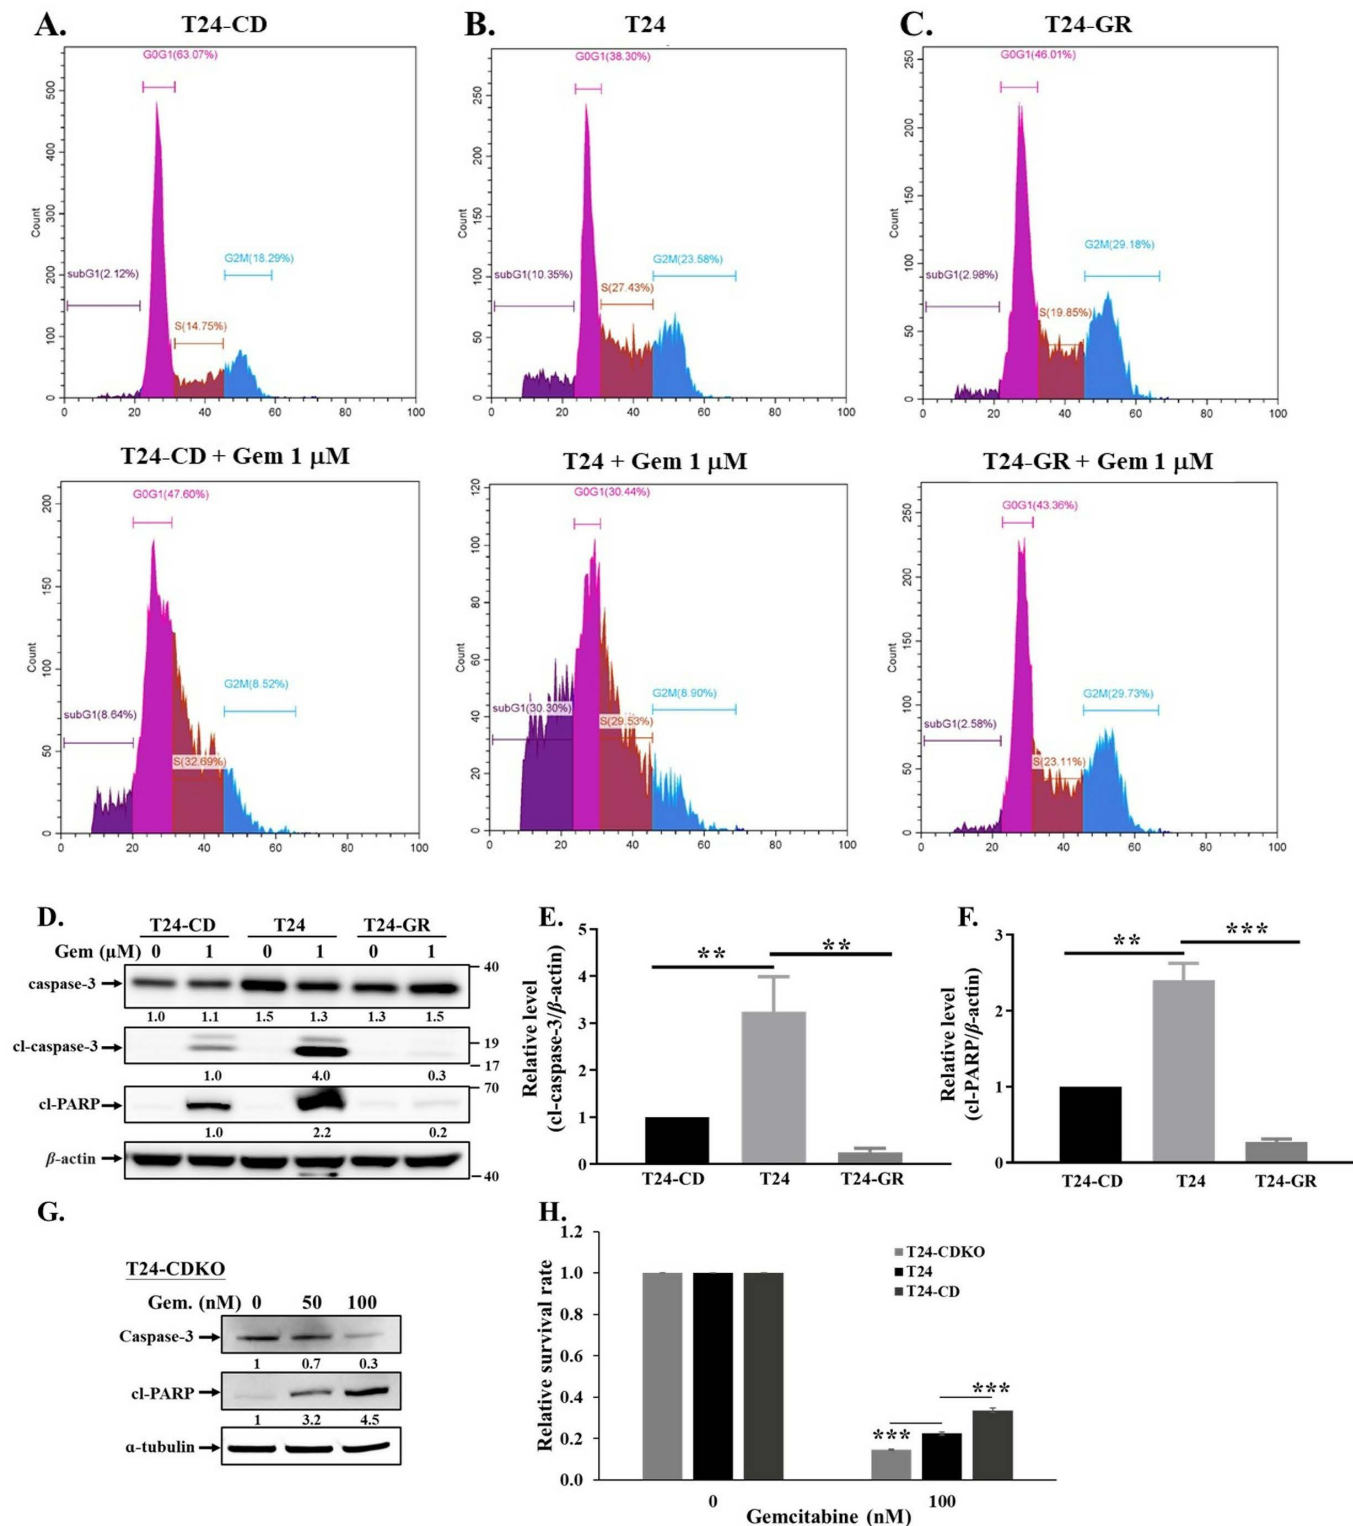 A.
T24-CD
G0G1(63.07%)
G2M(18.29%)
subG1(2.12%)
S(14.75%)
Count
0 100 200 300 400 500
0 20 40 60 80 100
B.
T24
G0G1(38.30%)
G2M(23.58%)
subG1(10.35%)
S(27.43%)
Count
0 50 100 150 200 250
0 20 40 60 80 100
C.
T24-GR
G0G1(46.01%)
G2M(29.18%)
subG1(2.98%)
S(19.85%)
Count
0 50 100 150 200 250
0 20 40 60 80 100
T24-CD + Gem 1 μM
G0G1(47.60%)
G2M(8.52%)
subG1(8.64%)
S(32.69%)
Count
0 50 100 150 200
0 20 40 60 80 100
T24 + Gem 1 μM
G0G1(30.44%)
G2M(8.90%)
subG1(30.30%)
S(29.53%)
Count
0 20 40 60 80 100 120
0 20 40 60 80 100
T24-GR + Gem 1 μM
G0G1(43.36%)
G2M(29.73%)
subG1(2.58%)
S(23.11%)
Count
0 50 100 150 200 250
0 20 40 60 80 100
D.
T24-CD T24 T24-GR
Gem (μM) 0 1 0 1 0 1
40
caspase-3
1.0 1.1 1.5 1.3 1.3 1.5
19
cl-caspase-3
17
1.0 4.0 0.3
70
cl-PARP
1.0 2.2 0.2
β-actin
40
E.
Relative level
(cl-caspase-3/β-actin)
5
4
3
2
1
0
** **
T24-CD T24 T24-GR
F.
Relative level
(cl-PARP/β-actin)
3
2
1
0
** ***
T24-CD T24 T24-GR
G.
T24-CDKO
Gem. (nM) 0 50 100
Caspase-3
1 0.7 0.3
cl-PARP
1 3.2 4.5
α-tubulin
H.
Relative survival rate
1.2
1.0
0.8
0.6
0.4
0.2
0.0
T24-CDKO
T24
T24-CD
***
***
0 100
Gemcitabine (nM)